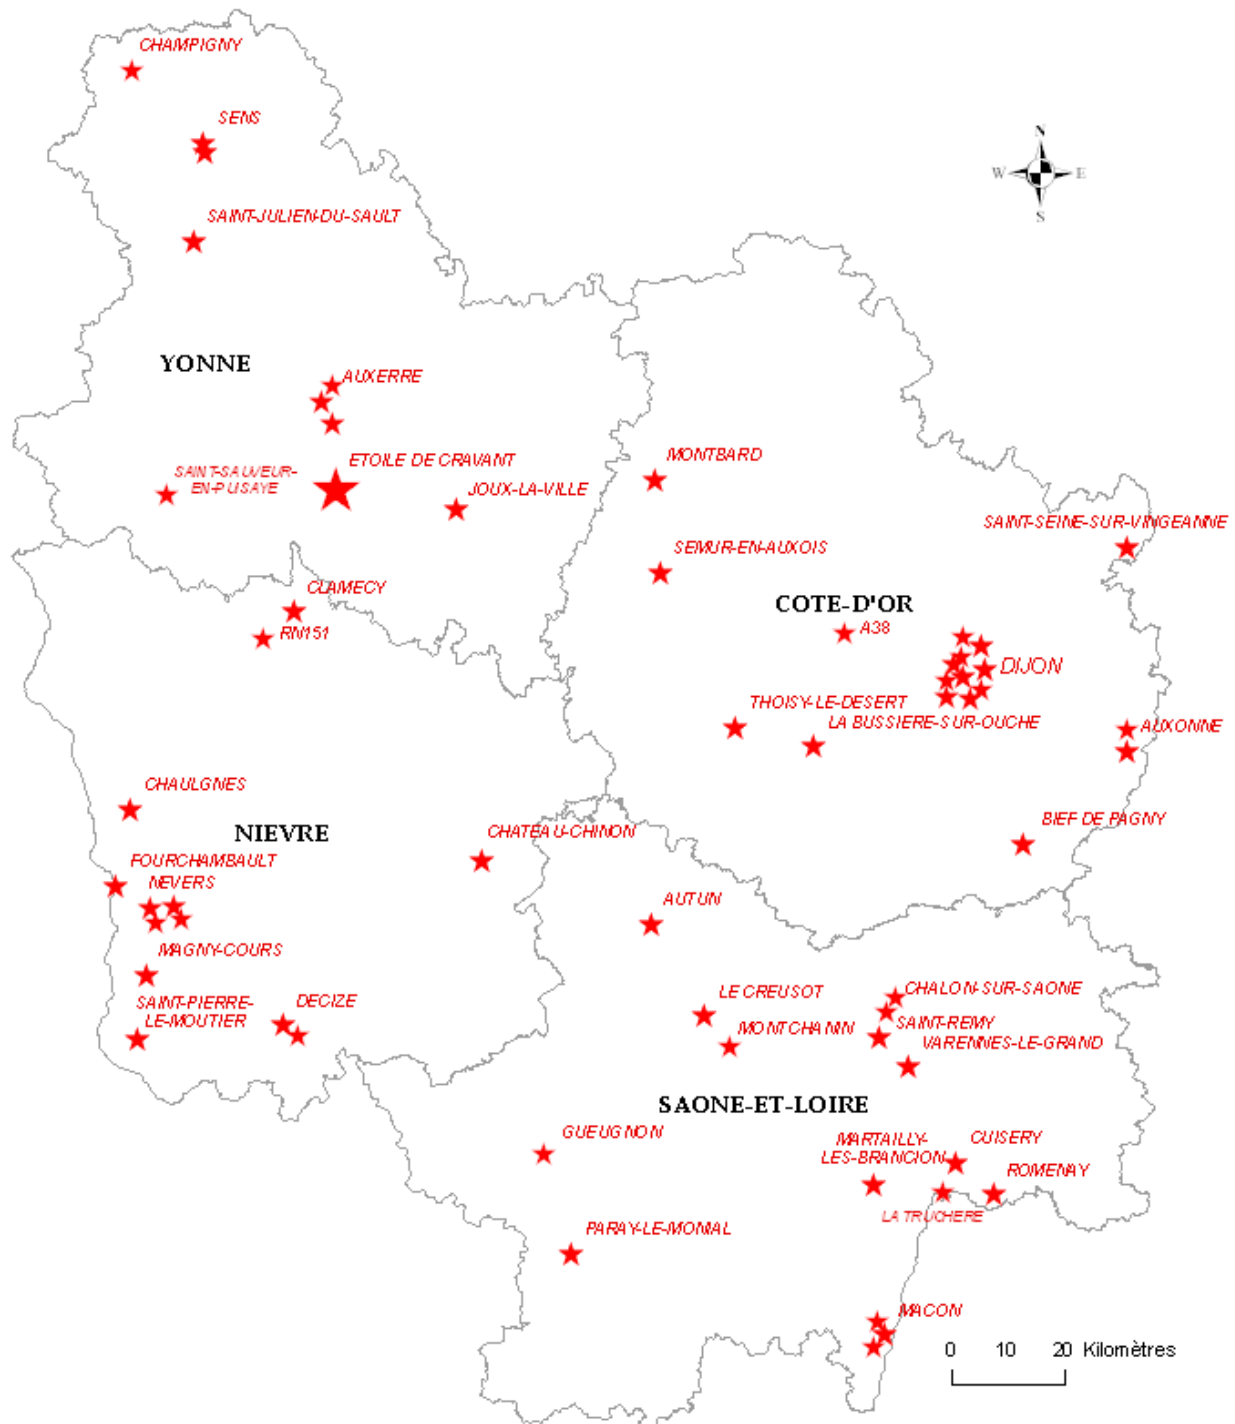 CHAMPIGNY
SENS
N
W E
S
SAINT-JULIEN-DU-SAULT
YONNE
AUXERRE
ETOILE DE CRAVANT
SAINT-SAUVEUR-
EN-PUISAYE
JOUX-LA-VILLE
MONTBARD
SAINT-SEINE-SUR-VINGEANNE
SEMUR-EN-AUXOIS
COTE-D'OR
A38
DIJON
CLAMECY
RN151
THOISY-LE-DESERT
LA BUSSIERE-SUR-OUCHE
AUXONNE
CHAULGNES
NIEVRE
CHATEAU-CHINON
BIEF DE PAGNY
FOURCHAMBAULT
NEVERS
AUTUN
MAGNY-COURS
SAINT-PIERRE-
LE-MOUTIER
DECIZE
LE CREUSOT
MONTCHANIN
CHALON-SUR-SAONE
SAINT-REMY
VARENNES-LE-GRAND
SAONE-ET-LOIRE
GUEUGNON
MARTAILLY-
LES-BRANCION
CUISERY
ROMENAY
LA TRUCHERE
PARAY-LE-MONIAL
MACON
0 10 20 Kilomètres